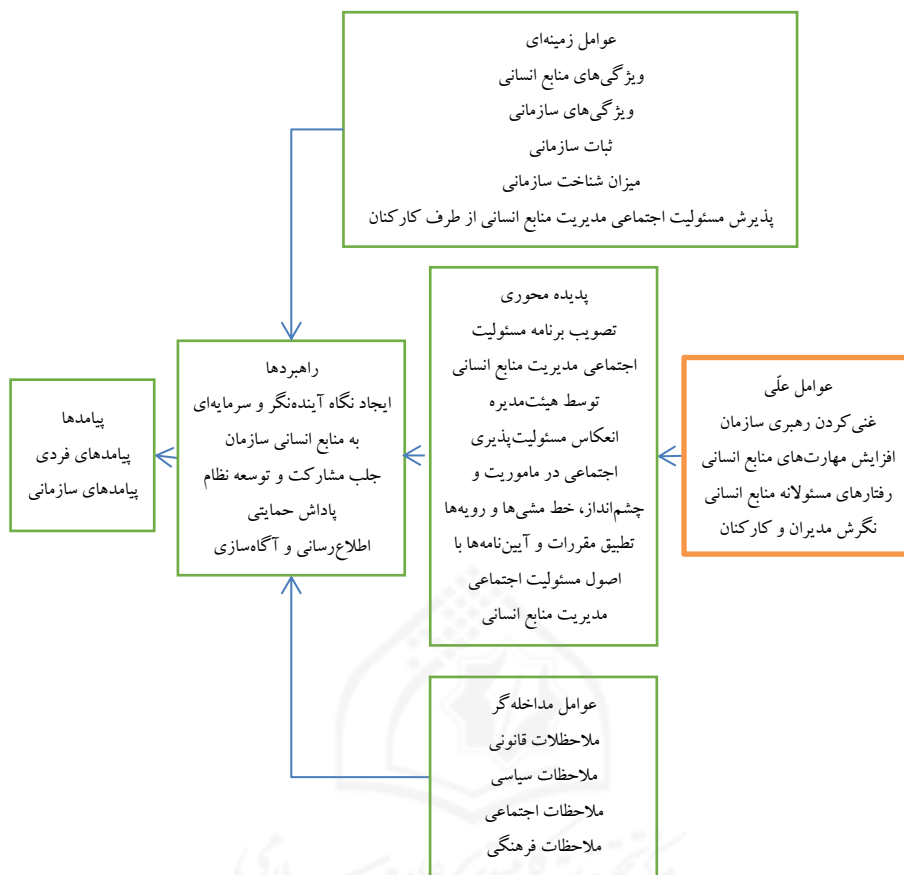 عوامل زمینه‌ای
ویژگی‌های منابع انسانی
ویژگی‌های سازمانی
ثبات سازمانی
میزان شناخت سازمانی
پذیرش مسئولیت اجتماعی مدیریت منابع انسانی از طرف کارکنان
عوامل علّی
غنی‌کردن رهبری سازمان
افزایش مهارت‌های منابع انسانی
رفتارهای مسئولانه منابع انسانی
نگرش مدیران و کارکنان
پدیده محوری
تصویب برنامه مسئولیت
اجتماعی مدیریت منابع انسانی
توسط هیئت‌مدیره
انعکاس مسئولیت‌پذیری
اجتماعی در ماموریت و
چشم‌انداز، خط مشی‌ها و رویه‌ها
تطبیق مقررات و آیین‌نامه‌ها با
اصول مسئولیت اجتماعی
مدیریت منابع انسانی
راهبردها
ایجاد نگاه آینده‌نگر و سرمایه‌ای
به منابع انسانی سازمان
جلب مشارکت و توسعه نظام
پاداش حمایتی
اطلاع‌رسانی و آگاه‌سازی
پیامدها
پیامدهای فردی
پیامدهای سازمانی
عوامل مداخله‌گر
ملاحظلات قانونی
ملاحظات سیاسی
ملاحظات اجتماعی
ملاحظات فرهنگی